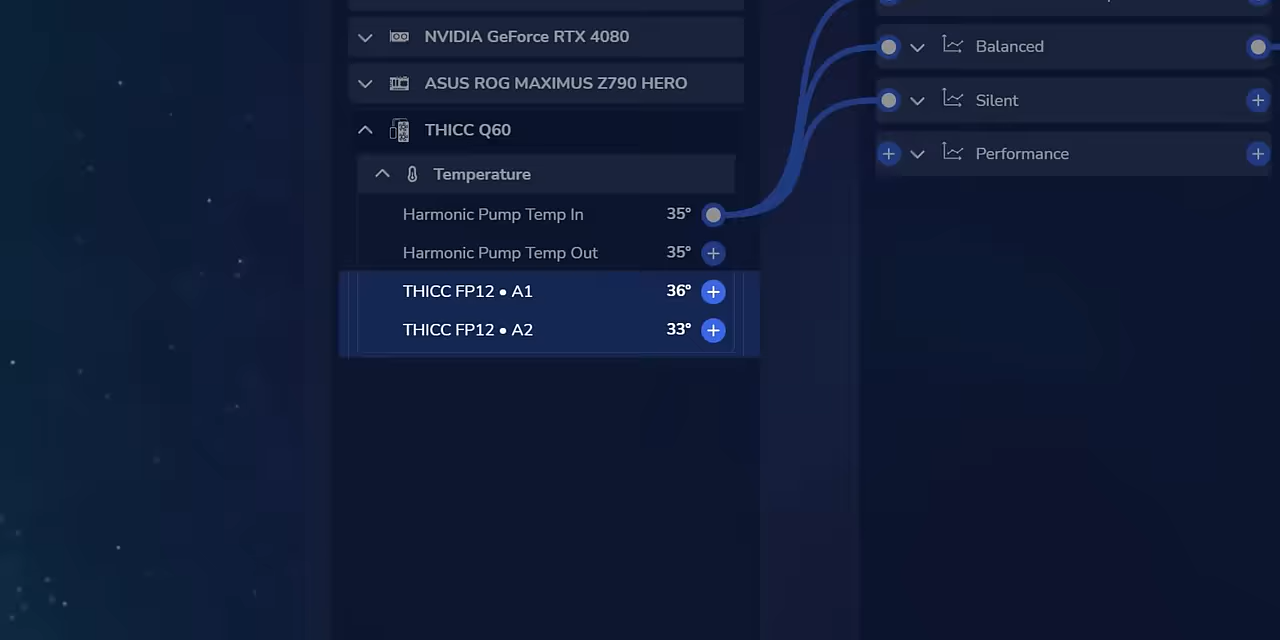 NVIDIA GeForce RTX 4080
ASUS ROG MAXIMUS Z790 HERO
THICC Q60
Temperature
Harmonic Pump Temp In 35°
Harmonic Pump Temp Out 35°
THICC FP12 • A1 36°
THICC FP12 • A2 33°
Balanced
Silent
Performance